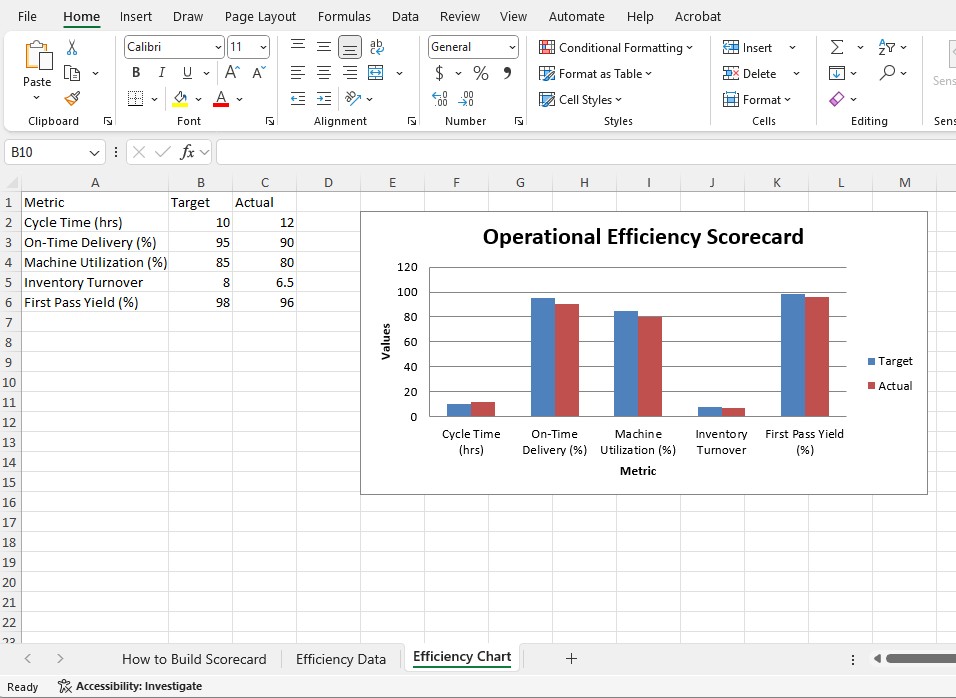 File Home Insert Draw Page Layout Formulas Data Review View Automate Help Acrobat
Paste
Clipboard
Calibri 11
B I U A A
A
Font
ab
Alignment
General
$ % 9
.00 .00
Number
Conditional Formatting
Format as Table
Cell Styles
Styles
Insert
Delete
Format
Cells
Editing
Sens
Sens
B10 fx
A B C D E F G H I J K L M
1 Metric Target Actual
2 Cycle Time (hrs) 10 12
3 On-Time Delivery (%) 95 90
4 Machine Utilization (%) 85 80
5 Inventory Turnover 8 6.5
6 First Pass Yield (%) 98 96
7
8
9
10
11
12
13
14
15
16
17
18
19
20
21
22
23
Operational Efficiency Scorecard
120
100
80
60
40
20
0
Values
Cycle Time (hrs)
On-Time Delivery (%)
Machine Utilization (%)
Inventory Turnover
First Pass Yield (%)
Metric
Target
Actual
How to Build Scorecard Efficiency Data Efficiency Chart
Ready Accessibility: Investigate